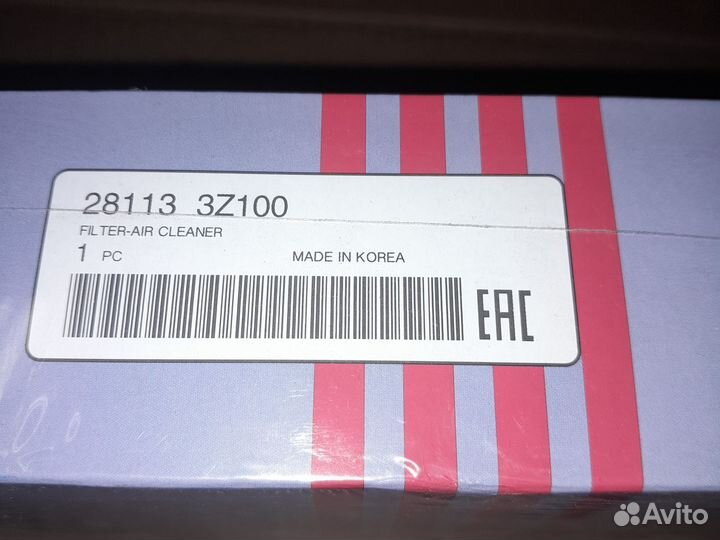 28113 3Z100
FILTER-AIR CLEANER
1 PC MADE IN KOREA
EAC
Avito